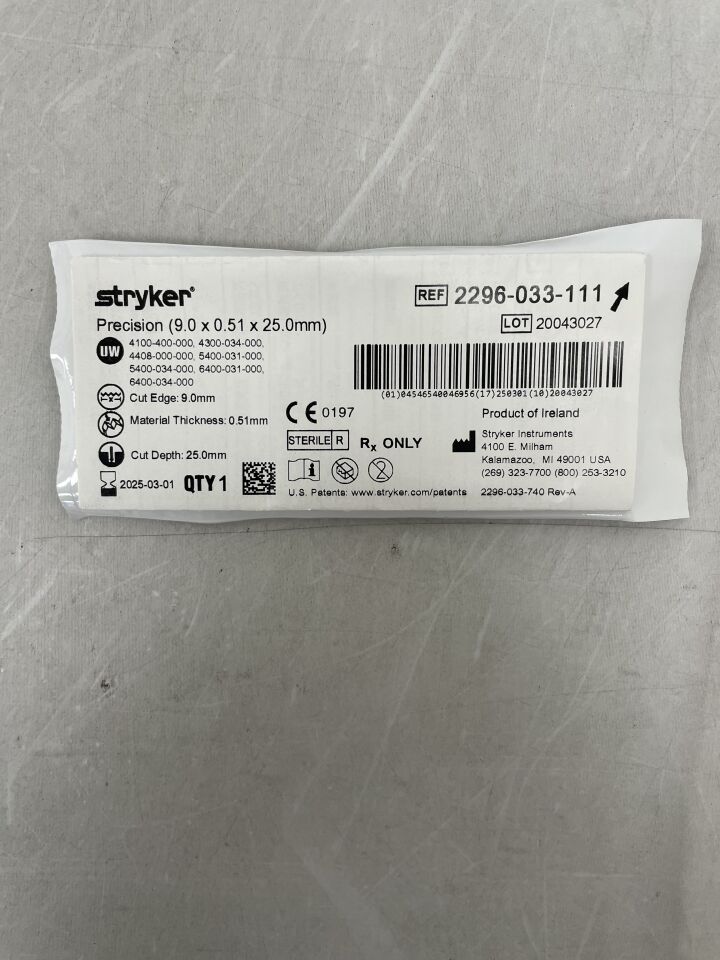 stryker®
REF 2296-033-111
Precision (9.0 x 0.51 x 25.0mm)
LOT 20043027
UW
4100-400-000, 4300-034-000,
4408-000-000, 5400-031-000,
5400-034-000, 6400-031-000,
6400-034-000
(01)04546540046956(17)250301(10)20043027
Cut Edge: 9.0mm
Material Thickness: 0.51mm
Cut Depth: 25.0mm
2025-03-01 QTY 1
CE 0197
STERILE R
Rx ONLY
i
2
U.S. Patents: www.stryker.com/patents
Product of Ireland
Stryker Instruments
4100 E. Milham
Kalamazoo, MI 49001 USA
(269) 323-7700 (800) 253-3210
2296-033-740 Rev-A